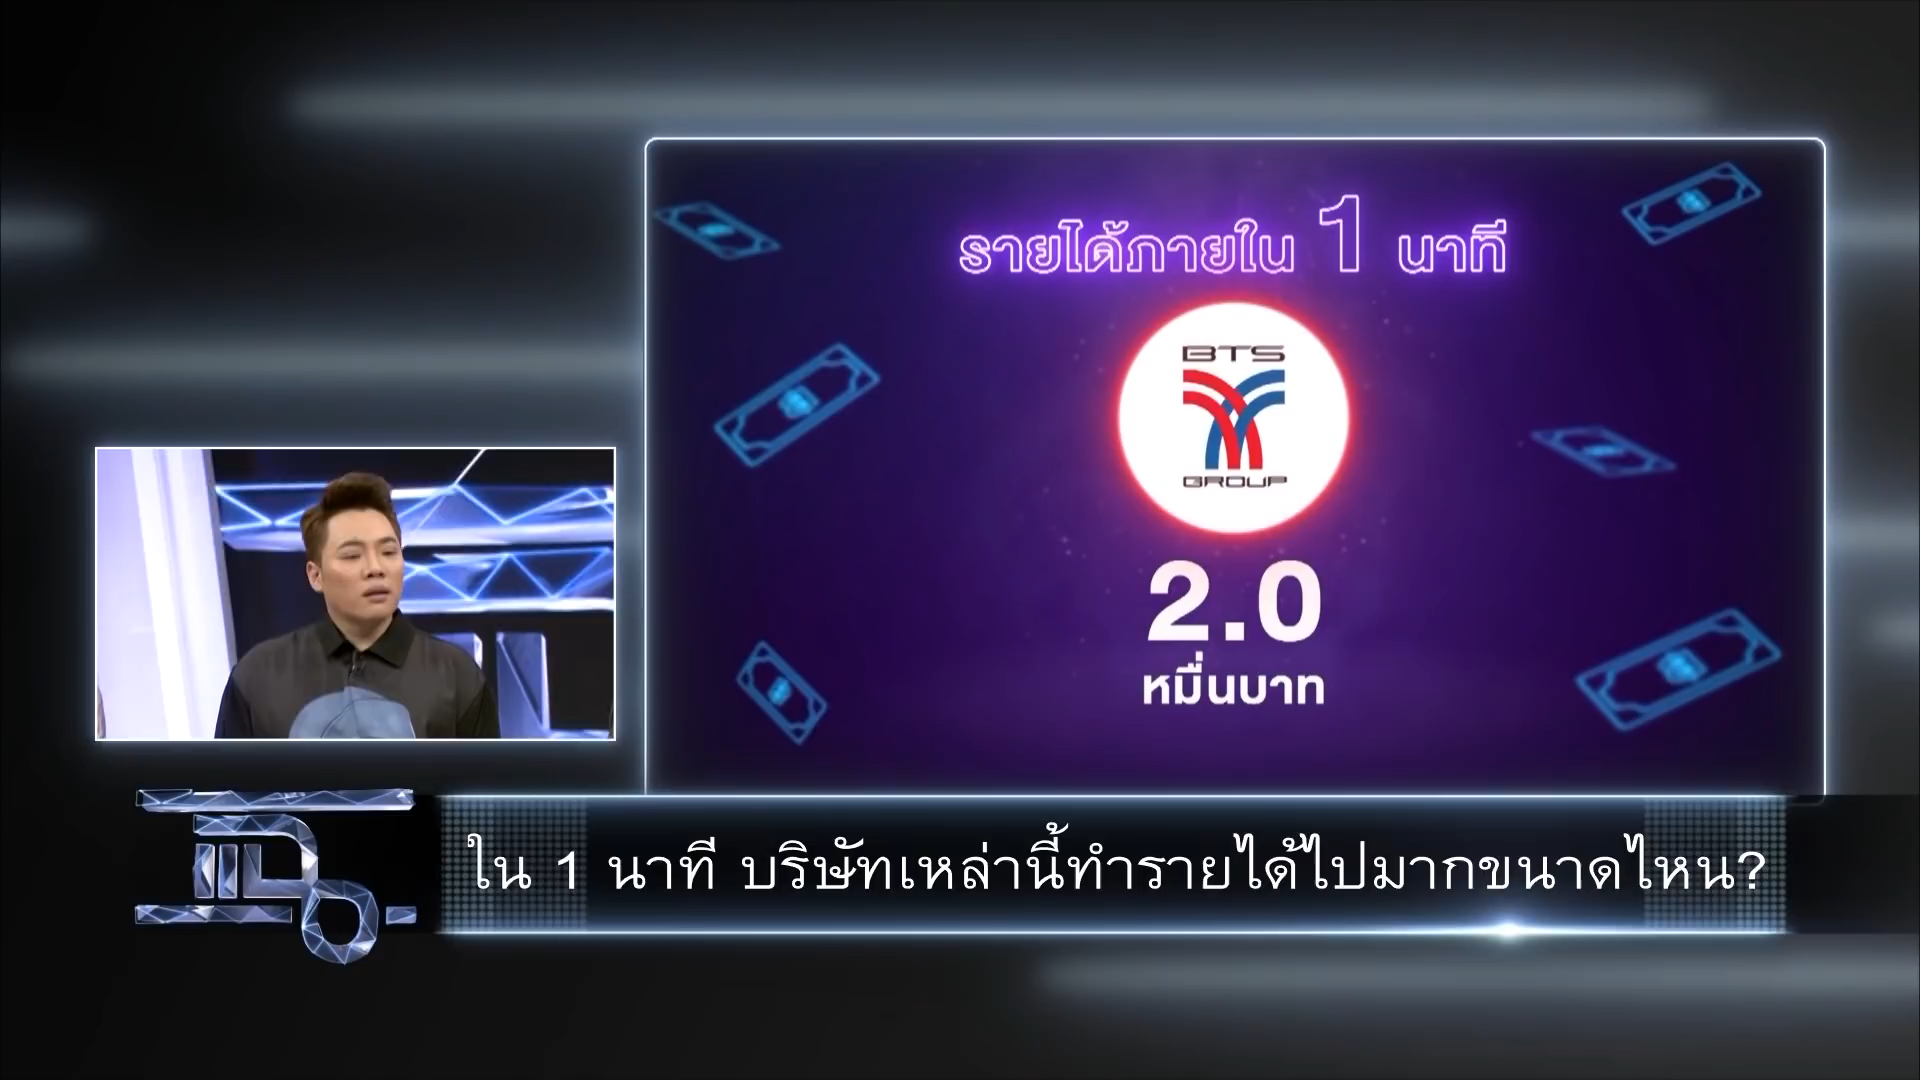 รายได้ภายใน 1 นาที
BTS
GROUP
2.0
หมื่นบาท
ใน 1 นาที บริษัทเหล่านี้ทำรายได้ไปมากขนาดไหน?